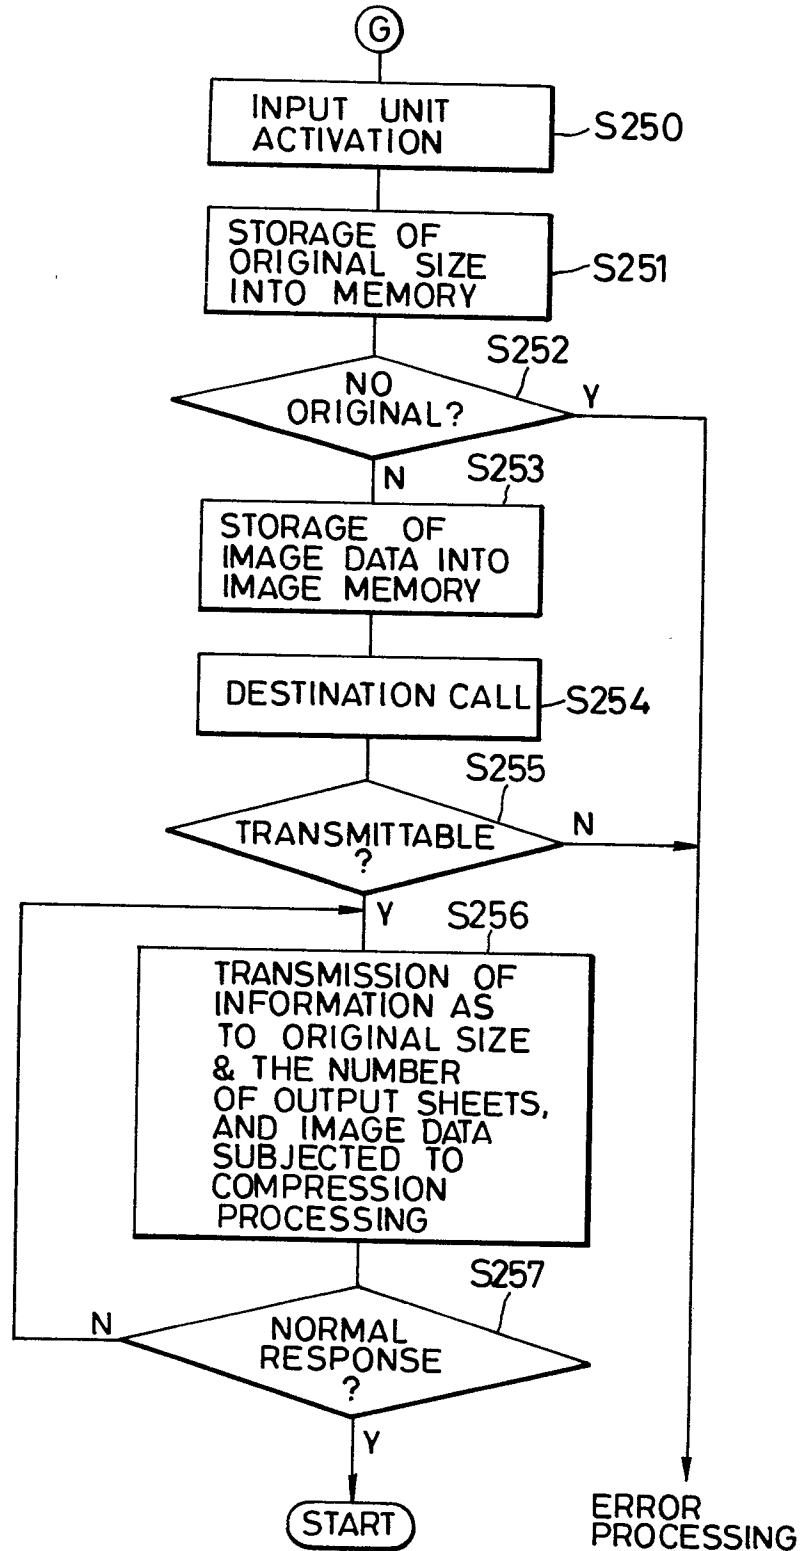 G
INPUT UNIT
ACTIVATION
S250
STORAGE OF
ORIGINAL SIZE
INTO MEMORY
S251
S252
NO
ORIGINAL?
Y
N
S253
STORAGE OF
IMAGE DATA INTO
IMAGE MEMORY
DESTINATION CALL
S254
S255
TRANSMITTABLE
?
N
Y
S256
TRANSMISSION OF
INFORMATION AS
TO ORIGINAL SIZE
& THE NUMBER
OF OUTPUT SHEETS,
AND IMAGE DATA
SUBJECTED TO
COMPRESSION
PROCESSING
S257
N
NORMAL
RESPONSE
?
Y
START
ERROR
PROCESSING